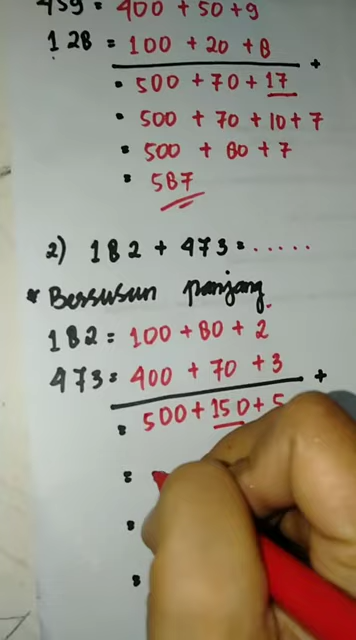 459 = 400 + 50 + 9
128 = 100 + 20 + 8
+
= 500 + 70 + 17
= 500 + 70 + 10 + 7
= 500 + 80 + 7
= 587
2) 182 + 473 = .....
* Bersusun panjang.
182 = 100 + 80 + 2
473 = 400 + 70 + 3
+
= 500 + 150 + 5
=
=
=